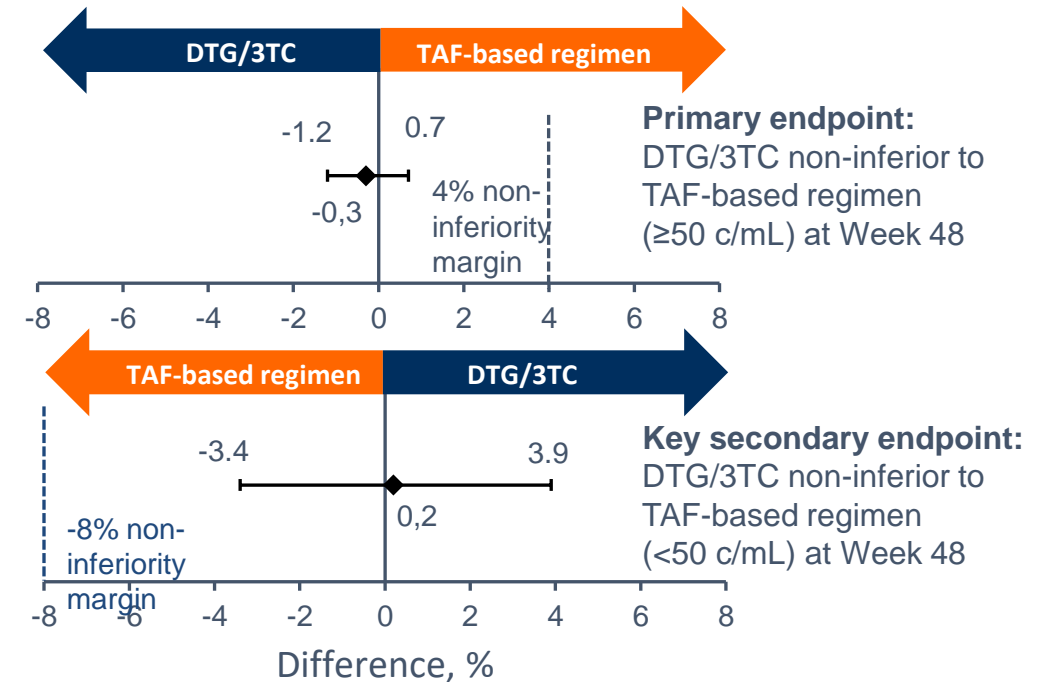 DTG/3TC
TAF-based regimen
-1.2
0.7
-0,3
4% non-
inferiority
margin
Primary endpoint:
DTG/3TC non-inferior to
TAF-based regimen
(≥50 c/mL) at Week 48
-8 -6 -4 -2 0 2 4 6 8
TAF-based regimen
DTG/3TC
-3.4
3.9
0,2
-8% non-
inferiority
margin
Key secondary endpoint:
DTG/3TC non-inferior to
TAF-based regimen
(<50 c/mL) at Week 48
-8 -6 -4 -2 0 2 4 6 8
Difference, %